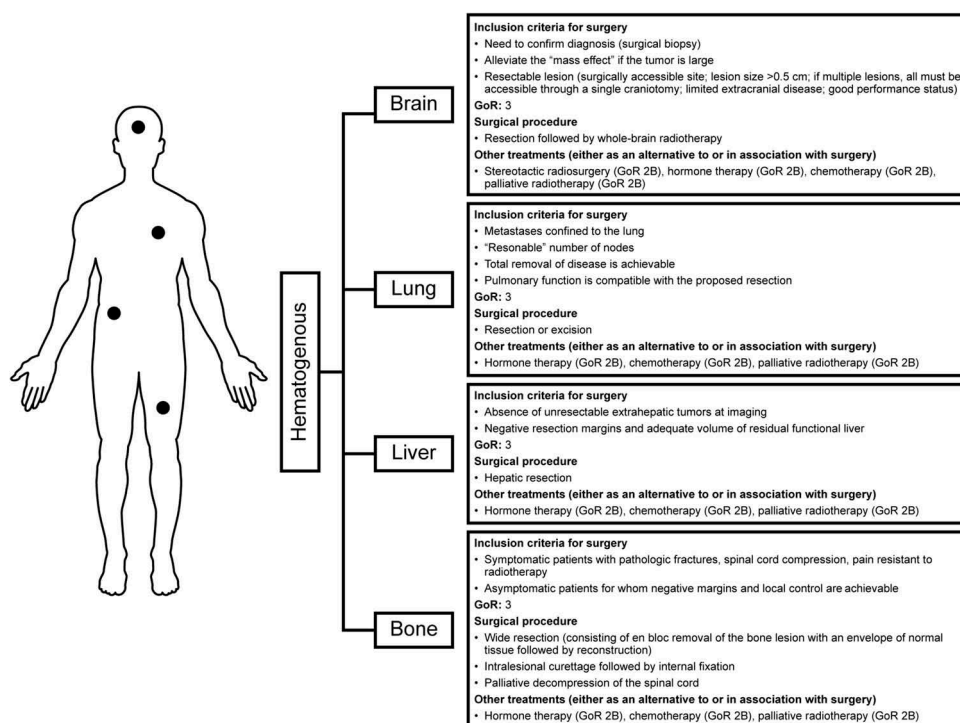 Hematogenous
Brain
Inclusion criteria for surgery
• Need to confirm diagnosis (surgical biopsy)
• Alleviate the “mass effect” if the tumor is large
• Resectable lesion (surgically accessible site; lesion size >0.5 cm; if multiple lesions, all must be
accessible through a single craniotomy; limited extracranial disease; good performance status)
GoR: 3
Surgical procedure
• Resection followed by whole-brain radiotherapy
Other treatments (either as an alternative to or in association with surgery)
• Stereotactic radiosurgery (GoR 2B), hormone therapy (GoR 2B), chemotherapy (GoR 2B),
palliative radiotherapy (GoR 2B)
Lung
Inclusion criteria for surgery
• Metastases confined to the lung
• “Resonable” number of nodes
• Total removal of disease is achievable
• Pulmonary function is compatible with the proposed resection
GoR: 3
Surgical procedure
• Resection or excision
Other treatments (either as an alternative to or in association with surgery)
• Hormone therapy (GoR 2B), chemotherapy (GoR 2B), palliative radiotherapy (GoR 2B)
Liver
Inclusion criteria for surgery
• Absence of unresectable extrahepatic tumors at imaging
• Negative resection margins and adequate volume of residual functional liver
GoR: 3
Surgical procedure
• Hepatic resection
Other treatments (either as an alternative to or in association with surgery)
• Hormone therapy (GoR 2B), chemotherapy (GoR 2B), palliative radiotherapy (GoR 2B)
Bone
Inclusion criteria for surgery
• Symptomatic patients with pathologic fractures, spinal cord compression, pain resistant to
radiotherapy
• Asymptomatic patients for whom negative margins and local control are achievable
GoR: 3
Surgical procedure
• Wide resection (consisting of en bloc removal of the bone lesion with an envelope of normal
tissue followed by reconstruction)
• Intralesional curettage followed by internal fixation
• Palliative decompression of the spinal cord
Other treatments (either as an alternative to or in association with surgery)
• Hormone therapy (GoR 2B), chemotherapy (GoR 2B), palliative radiotherapy (GoR 2B)